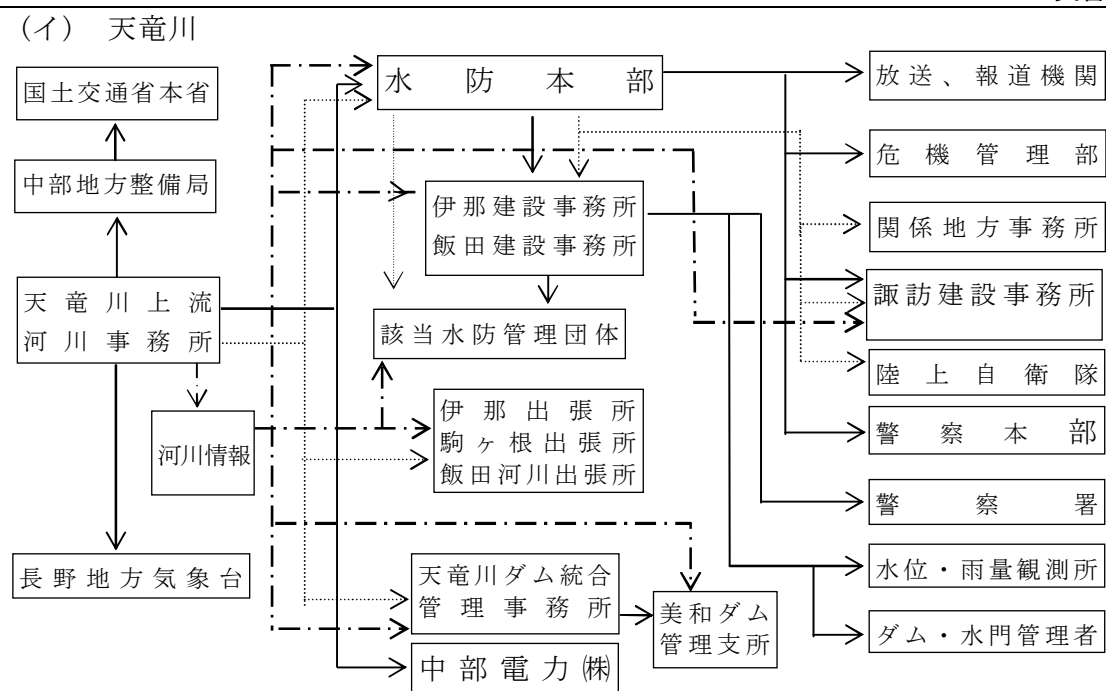 （イ） 天竜川
国土交通省本省
中部地方整備局
天竜川上流
河川事務所
河川情報
長野地方気象台
水防本部
伊那建設事務所
飯田建設事務所
該当水防管理団体
伊那出張所
駒ヶ根出張所
飯田河川出張所
天竜川ダム統合
管理事務所
中部電力㈱
美和ダム
管理支所
放送、報道機関
危機管理部
関係地方事務所
諏訪建設事務所
陸上自衛隊
警察本部
警察署
水位・雨量観測所
ダム・水門管理者